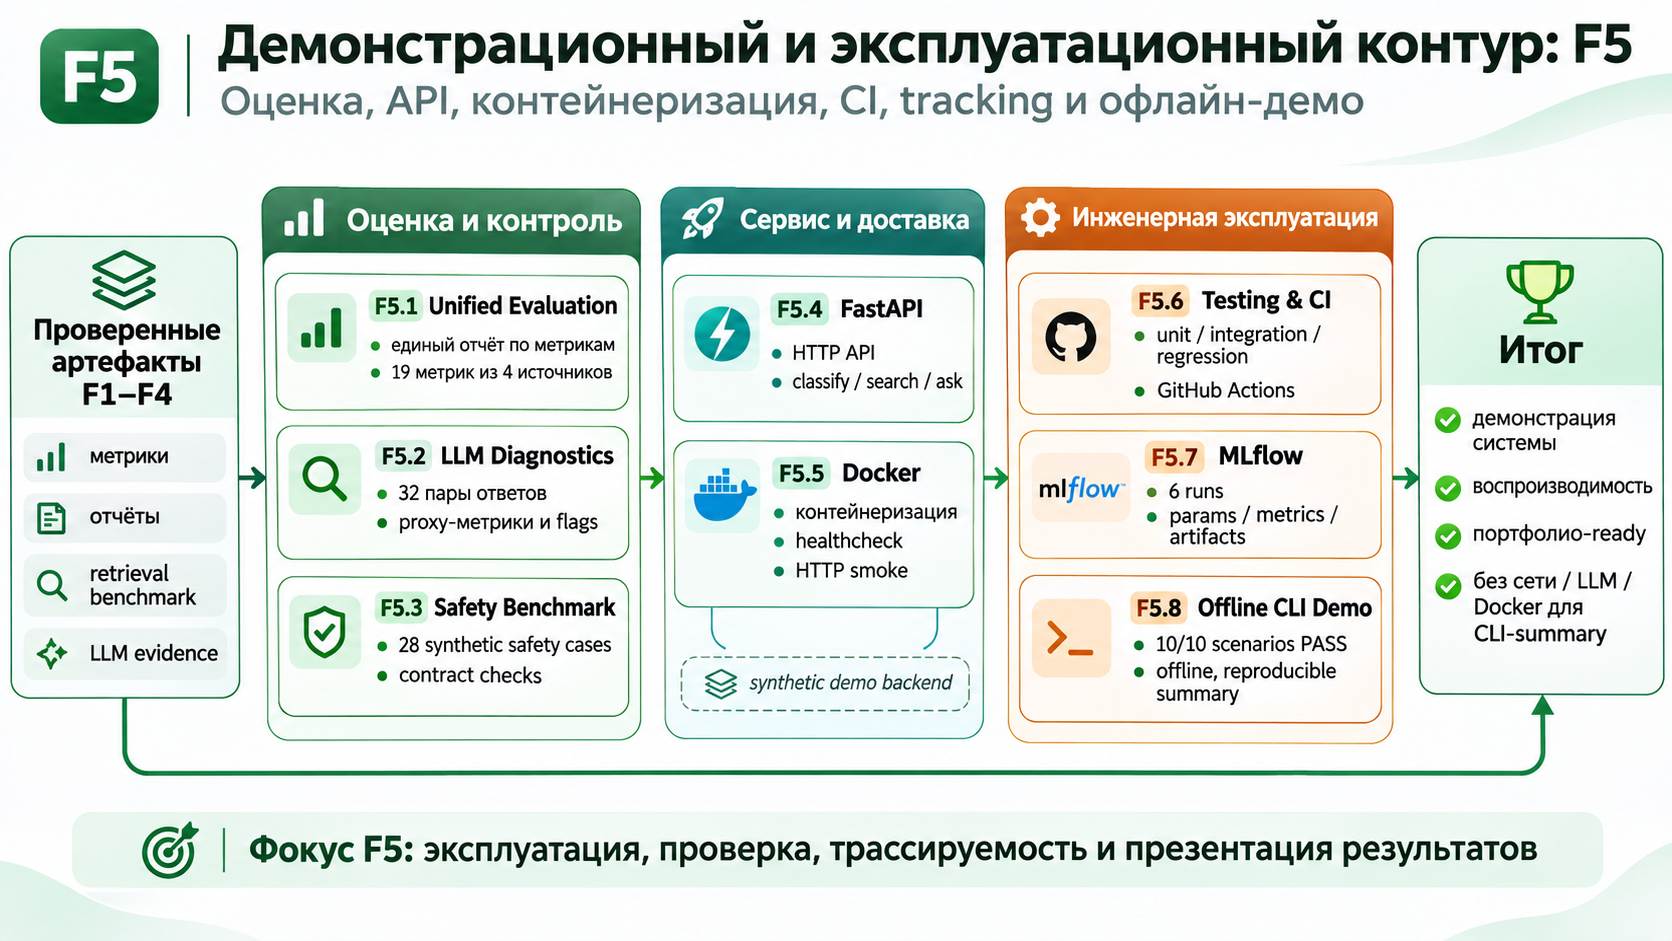 F5
Демонстрационный и эксплуатационный контур: F5
Оценка, API, контейнеризация, CI, tracking и офлайн-демо
Проверенные
артефакты
F1–F4
метрики
отчёты
retrieval
benchmark
LLM evidence
Оценка и контроль
F5.1 Unified Evaluation
единый отчёт по метрикам
19 метрик из 4 источников
F5.2 LLM Diagnostics
32 пары ответов
proxy-метрики и flags
F5.3 Safety Benchmark
28 synthetic safety cases
contract checks
Сервис и доставка
F5.4 FastAPI
HTTP API
classify / search / ask
F5.5 Docker
контейнеризация
healthcheck
HTTP smoke
synthetic demo backend
Инженерная эксплуатация
F5.6 Testing & CI
unit / integration /
regression
GitHub Actions
mlflow™
F5.7 MLflow
6 runs
params / metrics /
artifacts
F5.8 Offline CLI Demo
10/10 scenarios PASS
offline, reproducible
summary
Итог
демонстрация
системы
воспроизводимость
портфолио-ready
без сети / LLM /
Docker для
CLI-summary
Фокус F5: эксплуатация, проверка, трассируемость и презентация результатов